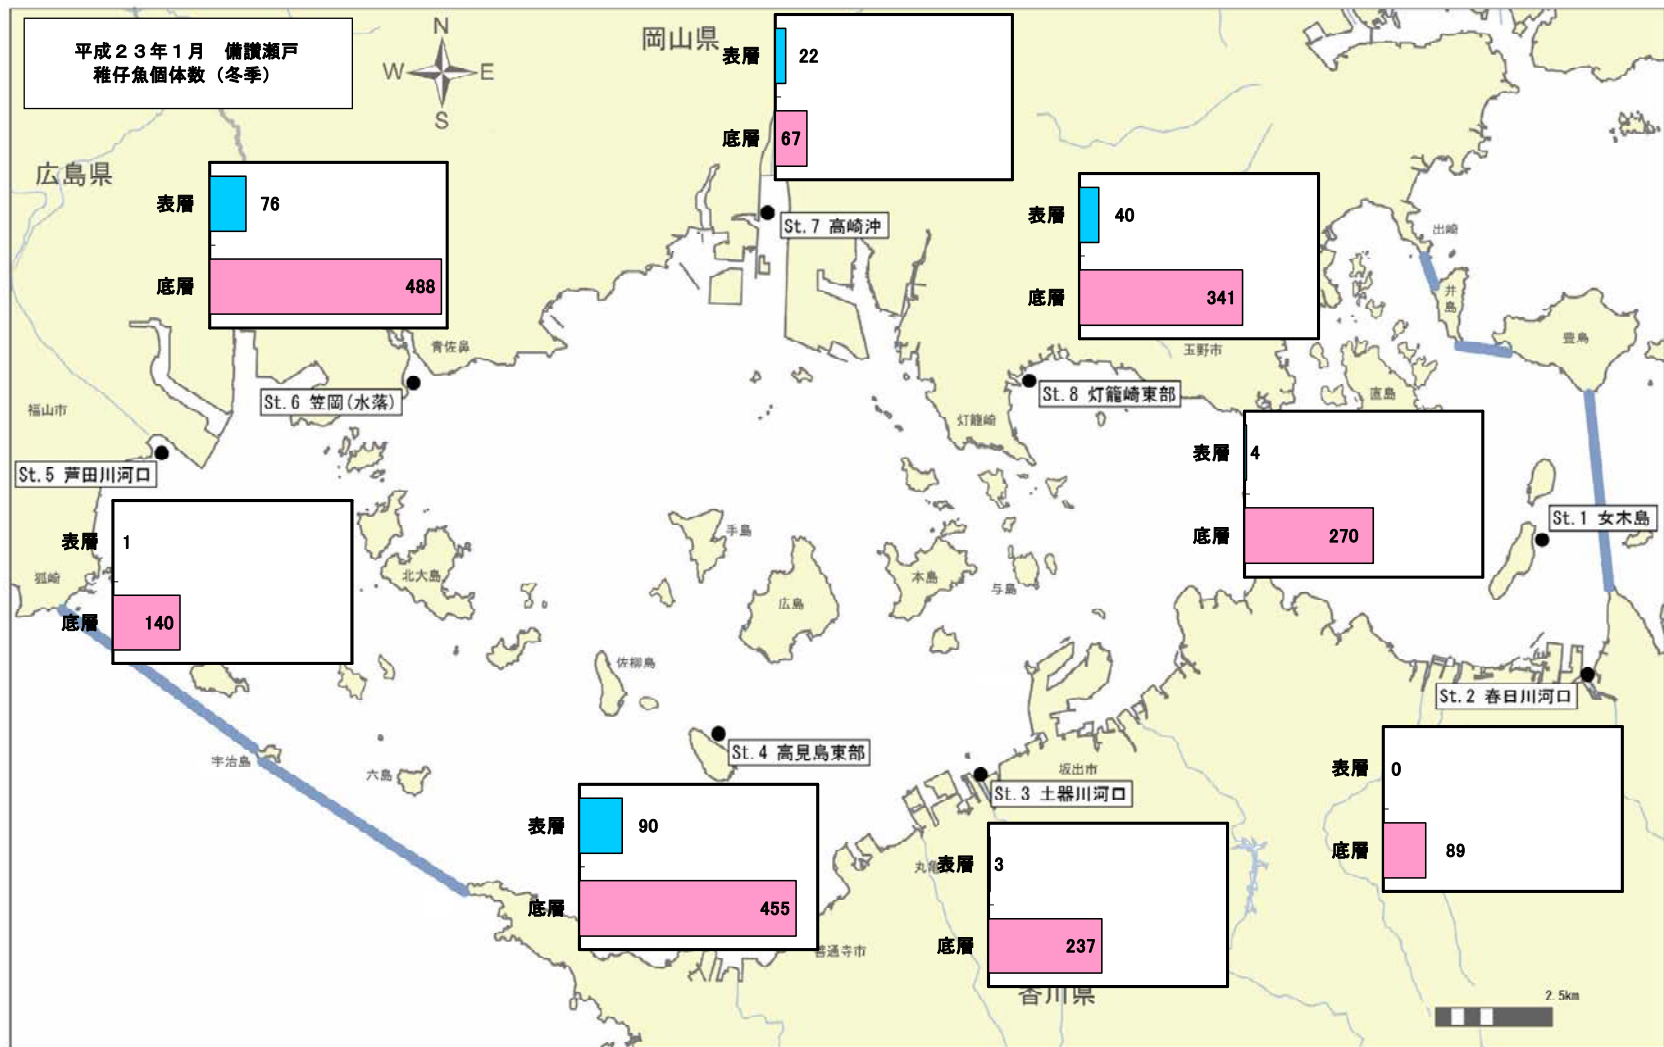 平成２３年１月　備讃瀬戸
稚仔魚個体数（冬季）
N
W
E
S
岡山県
表層
22
底層
67
広島県
表層
76
底層
488
St.7 高崎沖
表層
40
底層
341
出崎
井島
豊島
玉野市
直島
青佐鼻
St.6 笠岡(水落)
St.8 灯籠崎東部
灯籠崎
福山市
St.5 芦田川河口
表層
4
底層
270
St.1 女木島
表層
1
底層
140
狐崎
北大島
手島
広島
本島
与島
佐柳島
St.2 春日川河口
宇治島
六島
St.4 高見島東部
坂出市
St.3 土器川河口
表層
0
底層
89
表層
90
底層
455
丸亀
表層
3
底層
237
善通寺市
香川県
2.5km